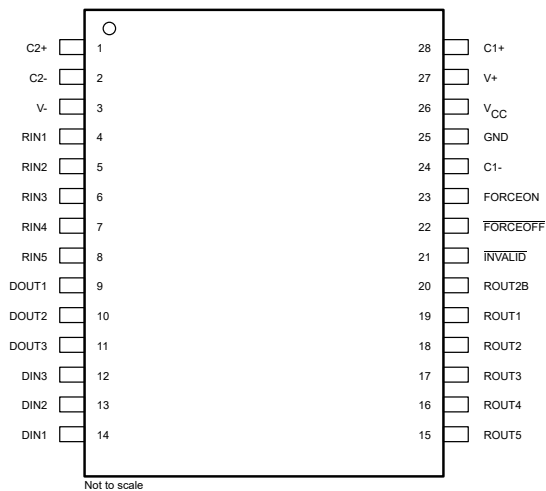 C2+ 1 28 C1+
C2- 2 27 V+
V- 3 26 VCC
RIN1 4 25 GND
RIN2 5 24 C1-
RIN3 6 23 FORCEON
RIN4 7 22 FORCEOFF
RIN5 8 21 INVALID
DOUT1 9 20 ROUT2B
DOUT2 10 19 ROUT1
DOUT3 11 18 ROUT2
DIN3 12 17 ROUT3
DIN2 13 16 ROUT4
DIN1 14 15 ROUT5
Not to scale